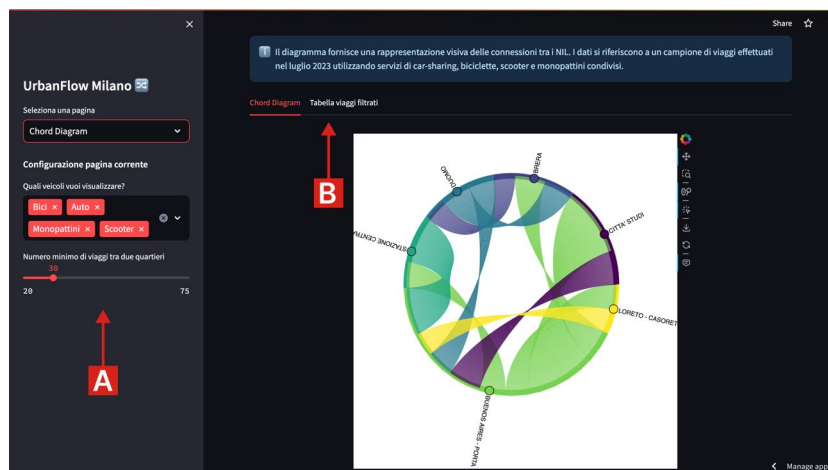 ×
Share
UrbanFlow Milano
Seleziona una pagina
Chord Diagram
Configurazione pagina corrente
Quali veicoli vuoi visualizzare?
Bici ×
Auto ×
Monopattini ×
Scooter ×
Numero minimo di viaggi tra due quartieri
30
20
75
A
Il diagramma fornisce una rappresentazione visiva delle connessioni tra i NIL. I dati si riferiscono a un campione di viaggi effettuati
nel luglio 2023 utilizzando servizi di car-sharing, biciclette, scooter e monopattini condivisi.
Chord Diagram
Tabella viaggi filtrati
B
BRERA
DUOMO
CITTA' STUDI
STAZIONE CENTR
LORETO - CASORET
BUENOS AIRES - PORTA
Manage app